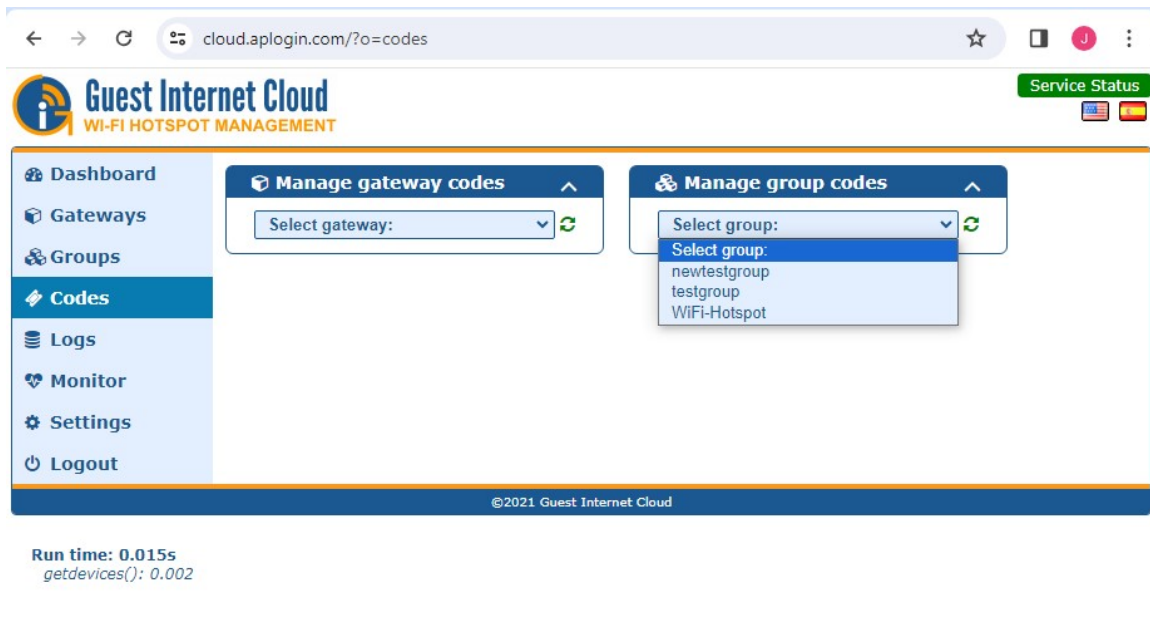 cloud.aplogin.com/?o=codes
J
Guest Internet Cloud
WI-FI HOTSPOT MANAGEMENT
Service Status
Dashboard
Gateways
Groups
Codes
Logs
Monitor
Settings
Logout
Manage gateway codes
Select gateway:
Manage group codes
Select group:
Select group:
newtestgroup
testgroup
WiFi-Hotspot
©2021 Guest Internet Cloud
Run time: 0.015s
getdevices(): 0.002